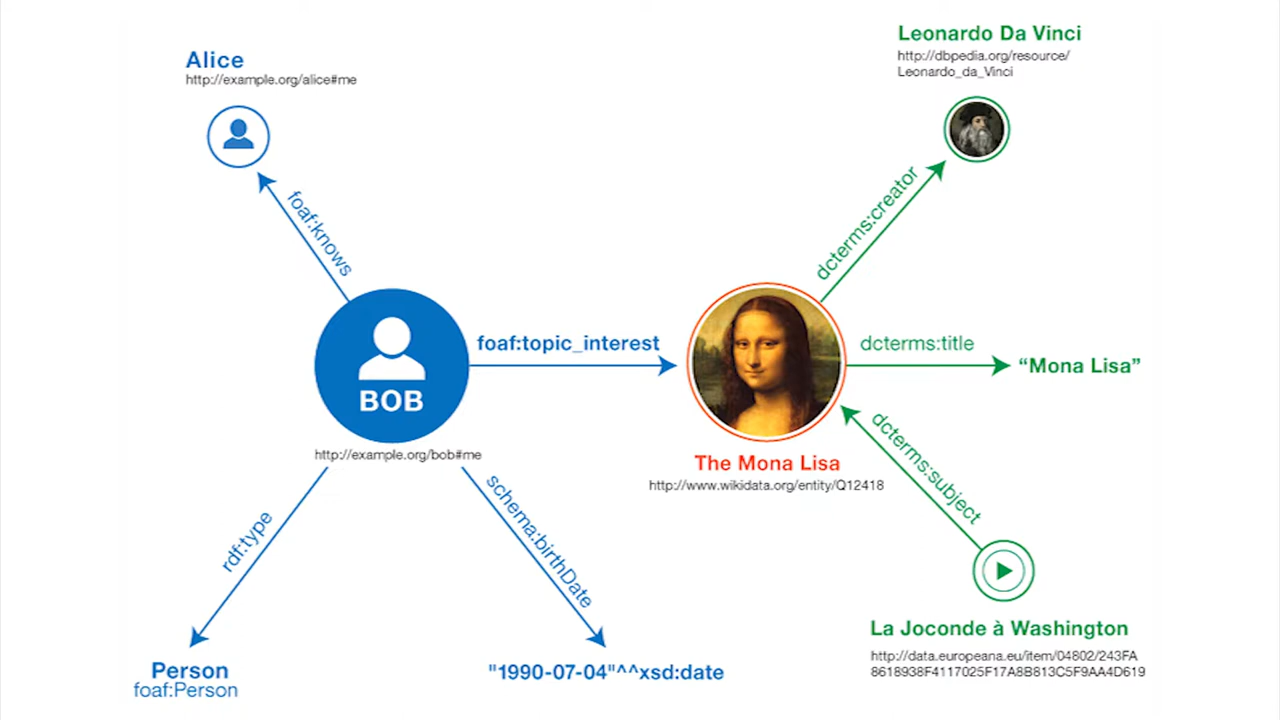 Leonardo Da Vinci
http://dbpedia.org/resource/
Leonardo_da_Vinci
Alice
http://example.org/alice#me
foaf:knows
dcterms:creator
foaf:topic_interest
dcterms:title
"Mona Lisa"
BOB
http://example.org/bob#me
The Mona Lisa
http://www.wikidata.org/entity/Q12418
dcterms:subject
rdf:type
schema:birthDate
La Joconde à Washington
http://data.europeana.eu/item/04802/243FA
8618938F4117025F17A8B813C5F9AA4D619
Person
foaf:Person
"1990-07-04"^^xsd:date